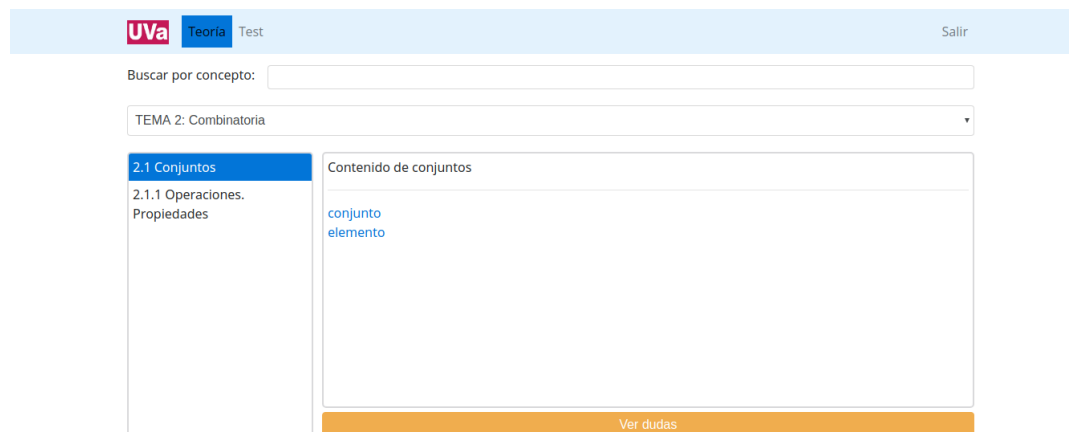 UVa Teoría Test Salir
Buscar por concepto:
TEMA 2: Combinatoria
2.1 Conjuntos
2.1.1 Operaciones.
Propiedades
Contenido de conjuntos
conjunto
elemento
Ver dudas